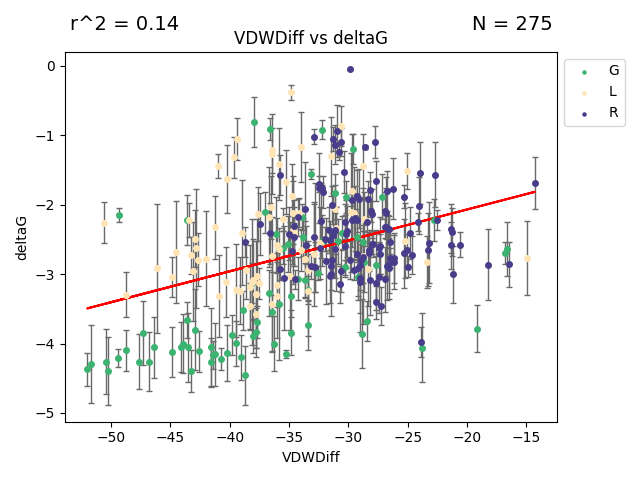 r^2 = 0.14
N = 275
VDWDiff vs deltaG
G
L
R
0
−1
−2
−3
−4
−5
deltaG
−50 −45 −40 −35 −30 −25 −20 −15
VDWDiff